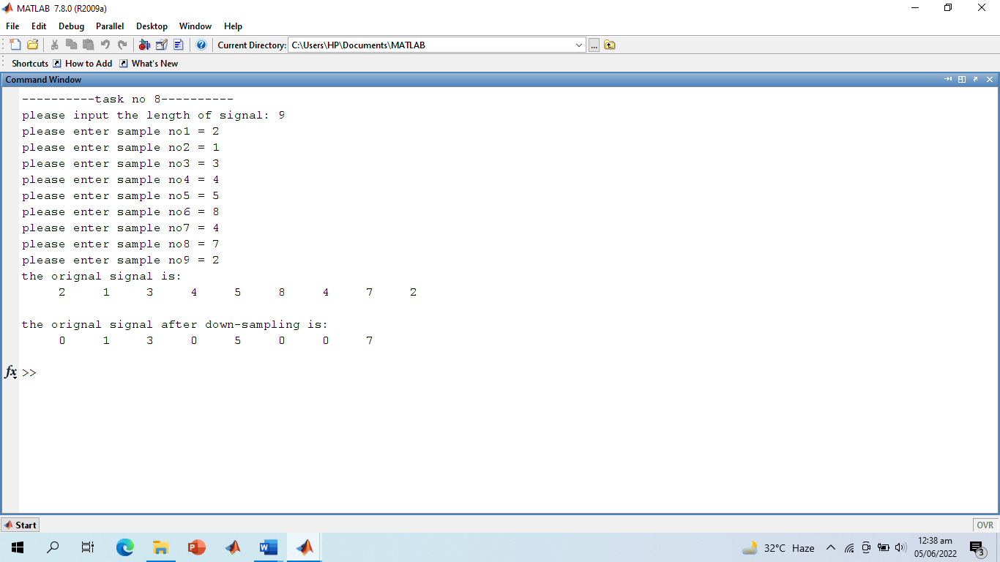 MATLAB 7.8.0 (R2009a)
File Edit Debug Parallel Desktop Window Help
Current Directory: C:\Users\HP\Documents\MATLAB ...
Shortcuts How to Add What's New
Command Window
----------task no 8----------
please input the length of signal: 9
please enter sample no1 = 2
please enter sample no2 = 1
please enter sample no3 = 3
please enter sample no4 = 4
please enter sample no5 = 5
please enter sample no6 = 8
please enter sample no7 = 4
please enter sample no8 = 7
please enter sample no9 = 2
the orignal signal is:
2 1 3 4 5 8 4 7 2
the orignal signal after down-sampling is:
0 1 3 0 5 0 0 7
fx >>
Start OVR
32°C Haze 12:38 am
05/06/2022 3